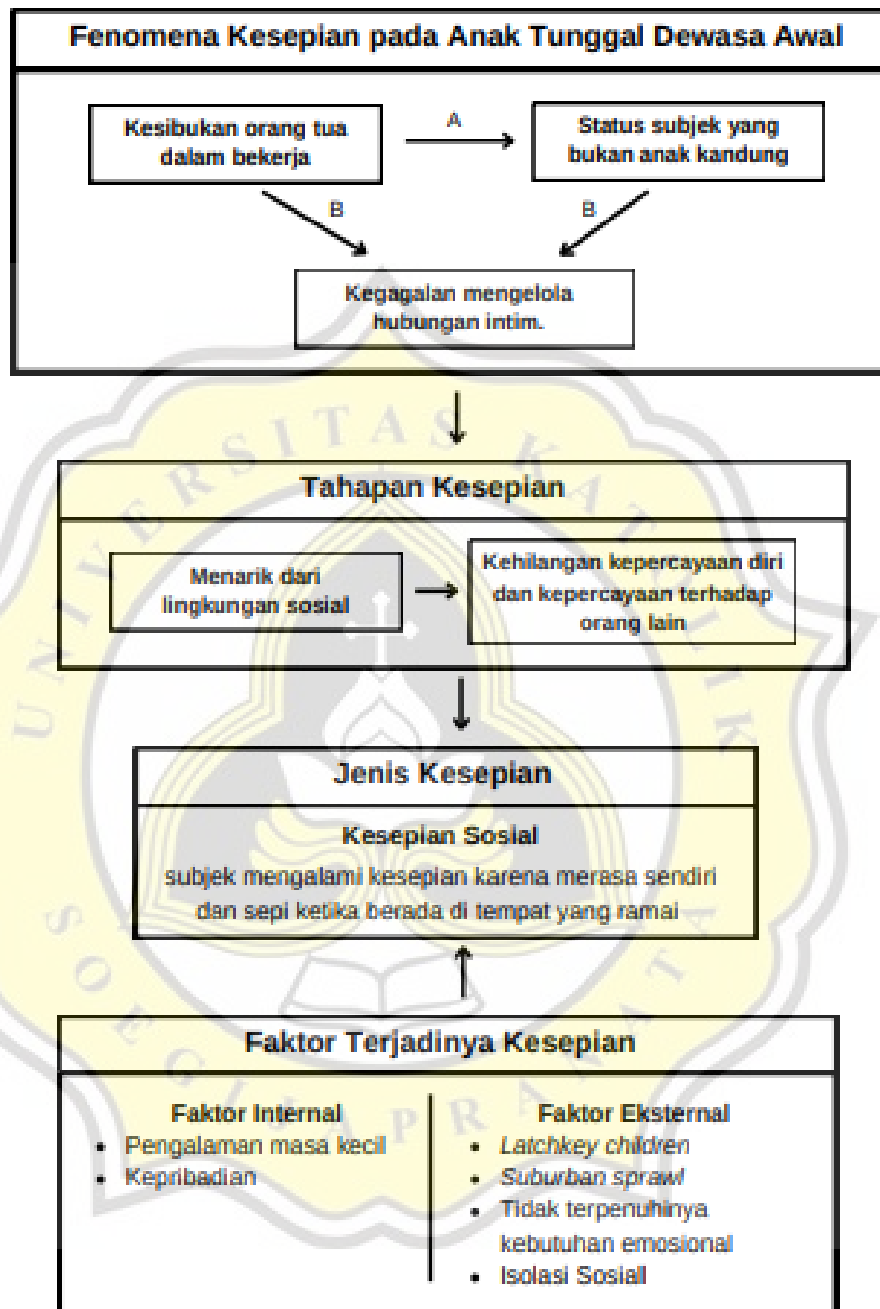 Fenomena Kesepian pada Anak Tunggal Dewasa Awal
Kesibukan orang tua
dalam bekerja
A
Status subjek yang
bukan anak kandung
B
B
Kegagalan mengelola
hubungan intim.
Tahapan Kesepian
Menarik dari
lingkungan sosial
Kehilangan kepercayaan diri
dan kepercayaan terhadap
orang lain
Jenis Kesepian
Kesepian Sosial
subjek mengalami kesepian karena merasa sendiri
dan sepi ketika berada di tempat yang ramai
Faktor Terjadinya Kesepian
Faktor Internal
• Pengalaman masa kecil
• Kepribadian
Faktor Eksternal
• Latchkey children
• Suburban sprawl
• Tidak terpenuhinya
kebutuhan emosional
• Isolasi Sosiall
UNIVERSITAS KATOLIK
SOEGIJAPRANATA